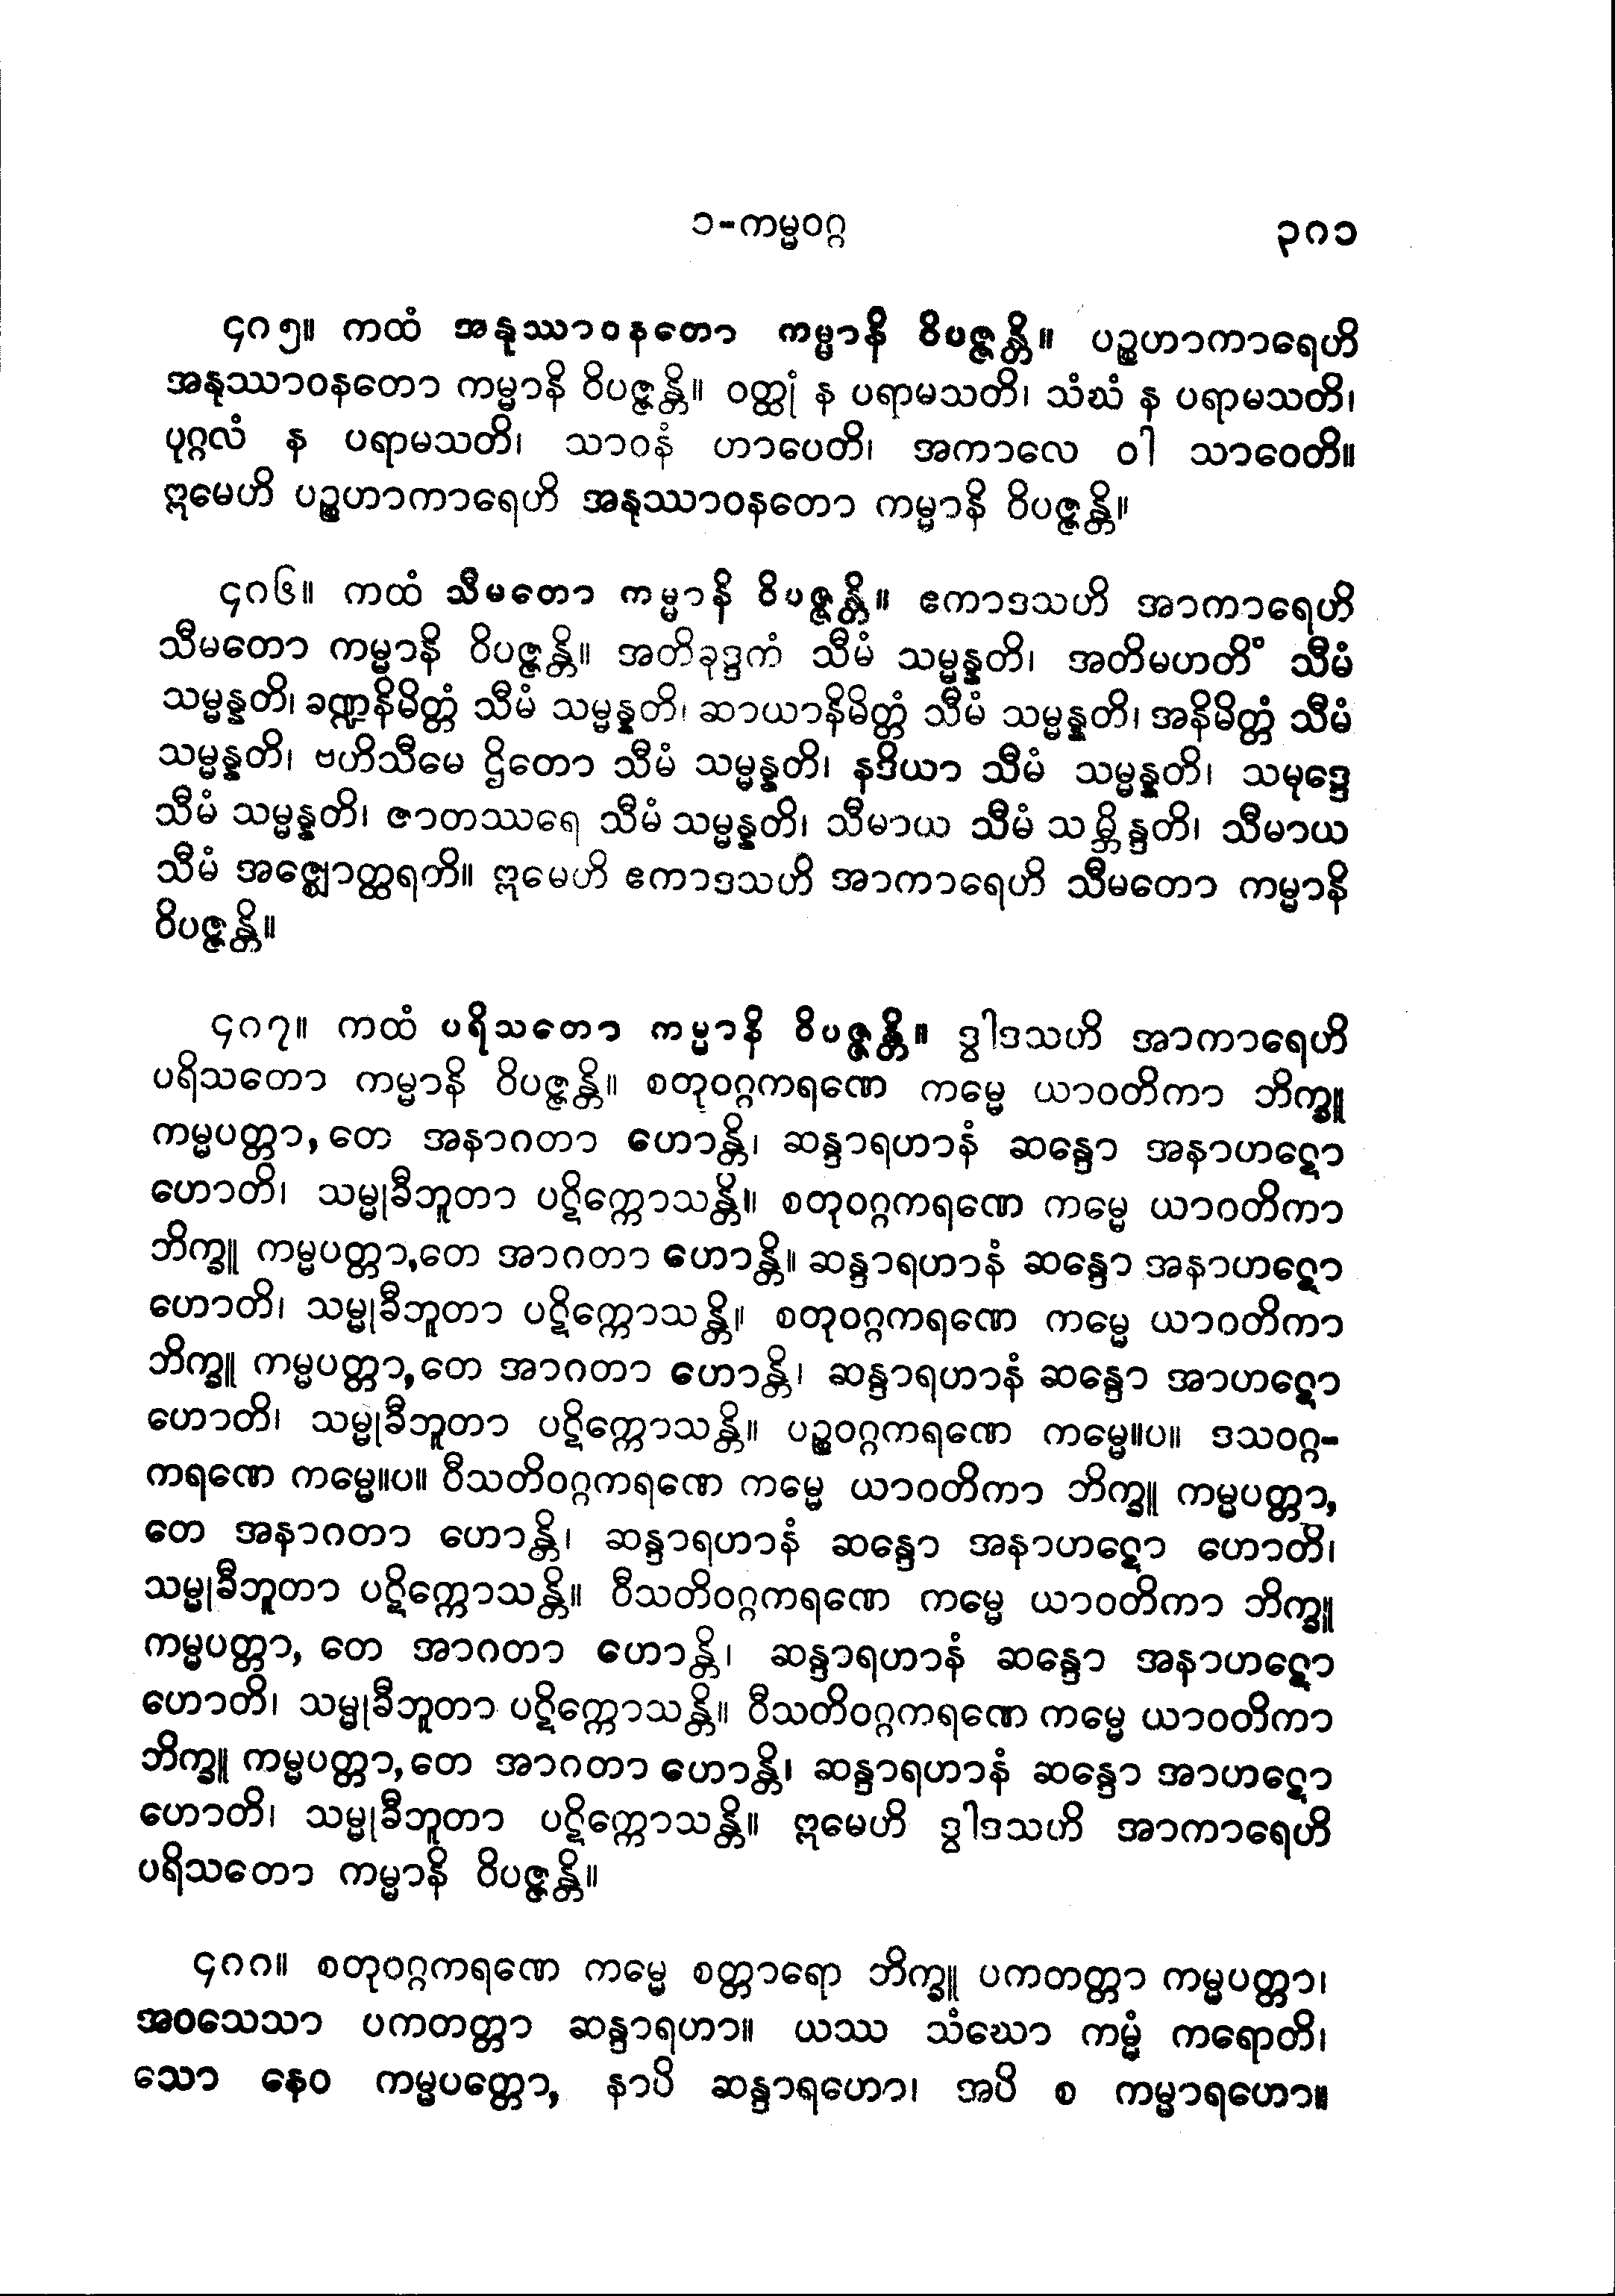 ၁-ကမ္မဝဂ္ဂ ၃၈၁
၄၈၅။ ကထံ အနုဿာဝနတော ကမ္မာနိ ဝိပဇ္ဇန္တိ။ ပဉ္စဟာကာရေဟိ
အနုဿာဝနတော ကမ္မာနိ ဝိပဇ္ဇန္တိ။ ဝတ္ထုံ န ပရာမသတိ၊ သံဃံ န ပရာမသတိ၊
ပုဂ္ဂလံ န ပရာမသတိ၊ သာဝနံ ဟာပေတိ၊ အကာလေ ဝါ သာဝေတိ။
ဣမေဟိ ပဉ္စဟာကာရေဟိ အနုဿာဝနတော ကမ္မာနိ ဝိပဇ္ဇန္တိ။
၄၈၆။ ကထံ သီမတော ကမ္မာနိ ဝိပဇ္ဇန္တိ။ ဧကာဒသဟိ အာကာရေဟိ
သီမတော ကမ္မာနိ ဝိပဇ္ဇန္တိ။ အတိခုဒ္ဒကံ သီမံ သမ္မန္နတိ၊ အတိမဟတိံ သီမံ
သမ္မန္နတိ၊ ခဏ္ဍနိမိတ္တံ သီမံ သမ္မန္နတိ၊ ဆာယာနိမိတ္တံ သီမံ သမ္မန္နတိ၊ အနိမိတ္တံ သီမံ
သမ္မန္နတိ၊ ဗဟိသီမေ ဌိတော သီမံ သမ္မန္နတိ၊ နဒိယာ သီမံ သမ္မန္နတိ၊ သမုဒ္ဒေ
သီမံ သမ္မန္နတိ၊ ဇာတဿရေ သီမံ သမ္မန္နတိ၊ သီမာယ သီမံ သမ္ဘိန္ဒတိ၊ သီမာယ
သီမံ အဇ္ဈောတ္ထရတိ။ ဣမေဟိ ဧကာဒသဟိ အာကာရေဟိ သီမတော ကမ္မာနိ
ဝိပဇ္ဇန္တိ။
၄၈၇။ ကထံ ပရိသတော ကမ္မာနိ ဝိပဇ္ဇန္တိ။ ဒွါဒသဟိ အာကာရေဟိ
ပရိသတော ကမ္မာနိ ဝိပဇ္ဇန္တိ။ စတုဝဂ္ဂကရဏေ ကမ္မေ ယာဝတိကာ ဘိက္ခူ
ကမ္မပတ္တာ, တေ အနာဂတာ ဟောန္တိ၊ ဆန္ဒာရဟာနံ ဆန္ဒော အနာဟဋော
ဟောတိ၊ သမ္မုခီဘူတာ ပဋိက္ကောသန္တိ။ စတုဝဂ္ဂကရဏေ ကမ္မေ ယာဝတိကာ
ဘိက္ခူ ကမ္မပတ္တာ,တေ အာဂတာ ဟောန္တိ။ ဆန္ဒာရဟာနံ ဆန္ဒော အနာဟဋော
ဟောတိ၊ သမ္မုခီဘူတာ ပဋိက္ကောသန္တိ။ စတုဝဂ္ဂကရဏေ ကမ္မေ ယာဝတိကာ
ဘိက္ခူ ကမ္မပတ္တာ,တေ အာဂတာ ဟောန္တိ၊ ဆန္ဒာရဟာနံ ဆန္ဒော အာဟဋော
ဟောတိ၊ သမ္မုခီဘူတာ ပဋိက္ကောသန္တိ။ ပဉ္စဝဂ္ဂကရဏေ ကမ္မေ။ပ။ ဒသဝဂ္ဂ-
ကရဏေ ကမ္မေ။ပ။ ဝီသတိဝဂ္ဂကရဏေ ကမ္မေ ယာဝတိကာ ဘိက္ခူ ကမ္မပတ္တာ,
တေ အနာဂတာ ဟောန္တိ၊ ဆန္ဒာရဟာနံ ဆန္ဒော အနာဟဋော ဟောတိ၊
သမ္မုခီဘူတာ ပဋိက္ကောသန္တိ။ ဝီသတိဝဂ္ဂကရဏေ ကမ္မေ ယာဝတိကာ ဘိက္ခူ
ကမ္မပတ္တာ, တေ အာဂတာ ဟောန္တိ၊ ဆန္ဒာရဟာနံ ဆန္ဒော အနာဟဋော
ဟောတိ၊ သမ္မုခီဘူတာ ပဋိက္ကောသန္တိ။ ဝီသတိဝဂ္ဂကရဏေ ကမ္မေ ယာဝတိကာ
ဘိက္ခူ ကမ္မပတ္တာ,တေ အာဂတာ ဟောန္တိ၊ ဆန္ဒာရဟာနံ ဆန္ဒော အာဟဋော
ဟောတိ၊ သမ္မုခီဘူတာ ပဋိက္ကောသန္တိ။ ဣမေဟိ ဒွါဒသဟိ အာကာရေဟိ
ပရိသတော ကမ္မာနိ ဝိပဇ္ဇန္တိ။
၄၈၈။ စတုဝဂ္ဂကရဏေ ကမ္မေ စတ္တာရော ဘိက္ခူ ပကတတ္တာ ကမ္မပတ္တာ၊
အဝသေသာ ပကတတ္တာ ဆန္ဒာရဟာ။ ယဿ သံဃော ကမ္မံ ကရောတိ၊
သော နေဝ ကမ္မပတ္တော, နာပိ ဆန္ဒာရဟော၊ အပိ စ ကမ္မာရဟော။